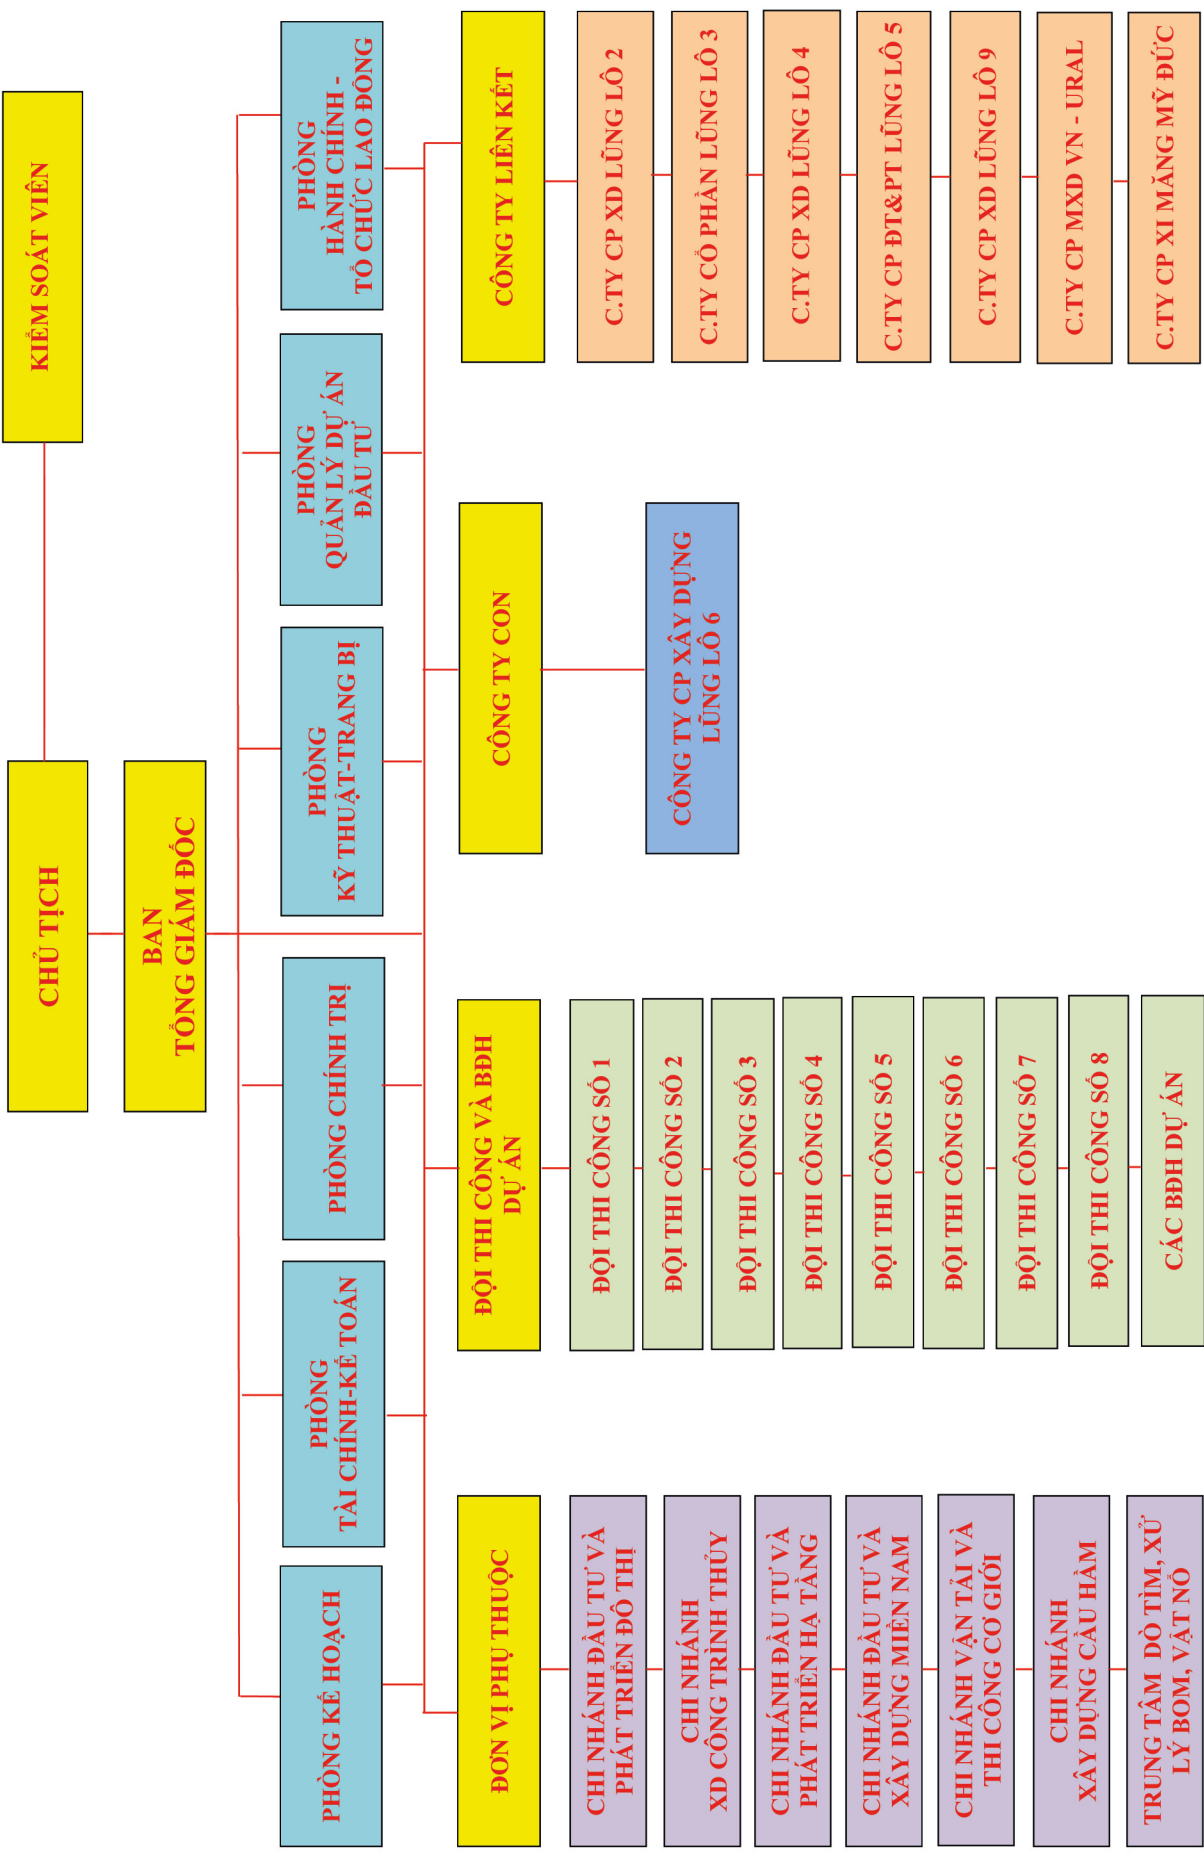 CHỦ TỊCH
KIỂM SOÁT VIÊN
BAN
TỔNG GIÁM ĐỐC
PHÒNG KẾ HOẠCH
PHÒNG
TÀI CHÍNH-KẾ TOÁN
PHÒNG CHÍNH TRỊ
PHÒNG
KỸ THUẬT-TRANG BỊ
PHÒNG
QUẢN LÝ DỰ ÁN
ĐẦU TƯ
PHÒNG
HÀNH CHÍNH -
TỔ CHỨC LAO ĐỘNG
ĐƠN VỊ PHỤ THUỘC
CHI NHÁNH ĐẦU TƯ VÀ
PHÁT TRIỂN ĐÔ THỊ
CHI NHÁNH
XD CÔNG TRÌNH THỦY
CHI NHÁNH ĐẦU TƯ VÀ
PHÁT TRIỂN HẠ TẦNG
CHI NHÁNH ĐẦU TƯ VÀ
XÂY DỰNG MIỀN NAM
CHI NHÁNH VẬN TẢI VÀ
THI CÔNG CƠ GIỚI
CHI NHÁNH
XÂY DỰNG CẦU HẦM
TRUNG TÂM DÒ TÌM, XỬ
LÝ BOM, VẬT NỔ
ĐỘI THI CÔNG VÀ BĐH
DỰ ÁN
ĐỘI THI CÔNG SỐ 1
ĐỘI THI CÔNG SỐ 2
ĐỘI THI CÔNG SỐ 3
ĐỘI THI CÔNG SỐ 4
ĐỘI THI CÔNG SỐ 5
ĐỘI THI CÔNG SỐ 6
ĐỘI THI CÔNG SỐ 7
ĐỘI THI CÔNG SỐ 8
CÁC BĐH DỰ ÁN
CÔNG TY CON
CÔNG TY CP XÂY DỰNG
LŨNG LÔ 6
CÔNG TY LIÊN KẾT
C.TY CP XD LŨNG LÔ 2
C.TY CỔ PHẦN LŨNG LÔ 3
C.TY CP XD LŨNG LÔ 4
C.TY CP ĐT&PT LŨNG LÔ 5
C.TY CP XD LŨNG LÔ 9
C.TY CP MXD VN - URAL
C.TY CP XI MĂNG MỸ ĐỨC